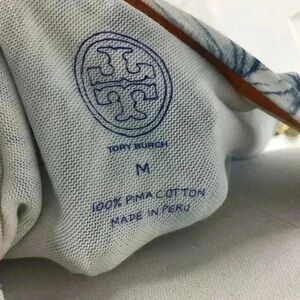 TORY BURCH
M
100% PIMA COTTON
MADE IN PERU